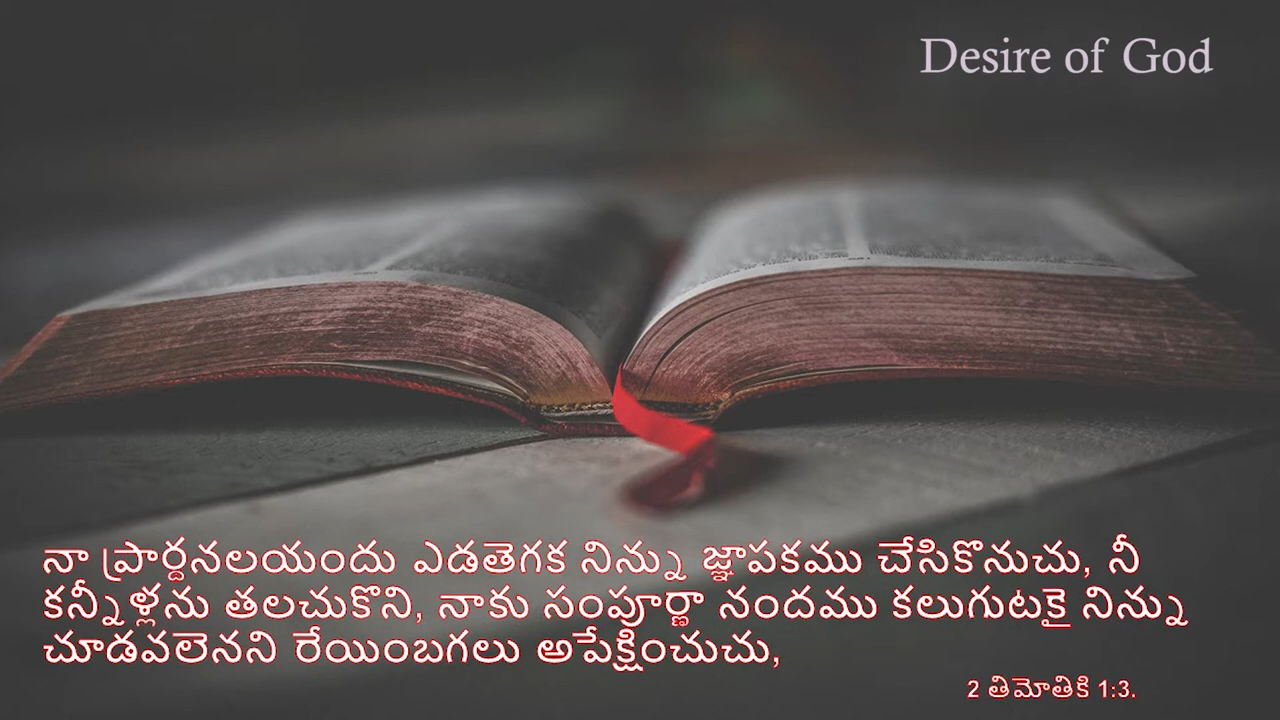 Desire of God
నా ప్రార్దనలయందు ఎడతెగక నిన్ను జ్ఞాపకము చేసికొనుచు, నీ
కన్నీళ్లను తలచుకొని, నాకు సంపూర్ణా నందము కలుగుటకై నిన్ను
చూడవలెనని రేయింబగలు అపేక్షించుచు,
2 తిమోతికి 1:3.